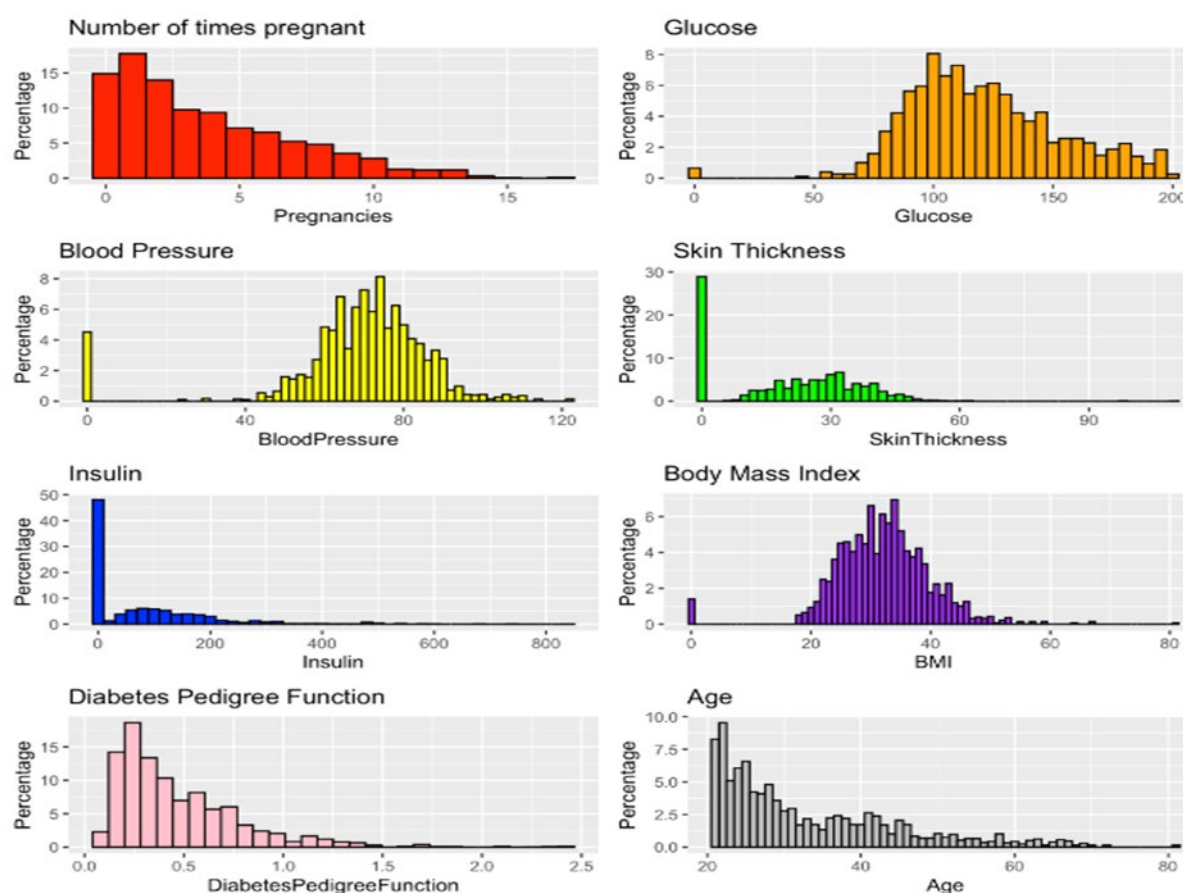 Number of times pregnant
Percentage
15
10
5
0
0 5 10 15
Pregnancies
Glucose
Percentage
8
6
4
2
0
0 50 100 150 200
Glucose
Blood Pressure
Percentage
8
6
4
2
0
0 40 80 120
BloodPressure
Skin Thickness
Percentage
30
20
10
0
0 30 60 90
SkinThickness
Insulin
Percentage
50
40
30
20
10
0
0 200 400 600 800
Insulin
Body Mass Index
Percentage
6
4
2
0
0 20 40 60 80
BMI
Diabetes Pedigree Function
Percentage
15
10
5
0
0.0 0.5 1.0 1.5 2.0 2.5
DiabetesPedigreeFunction
Age
Percentage
10.0
7.5
5.0
2.5
0.0
20 40 60 80
Age